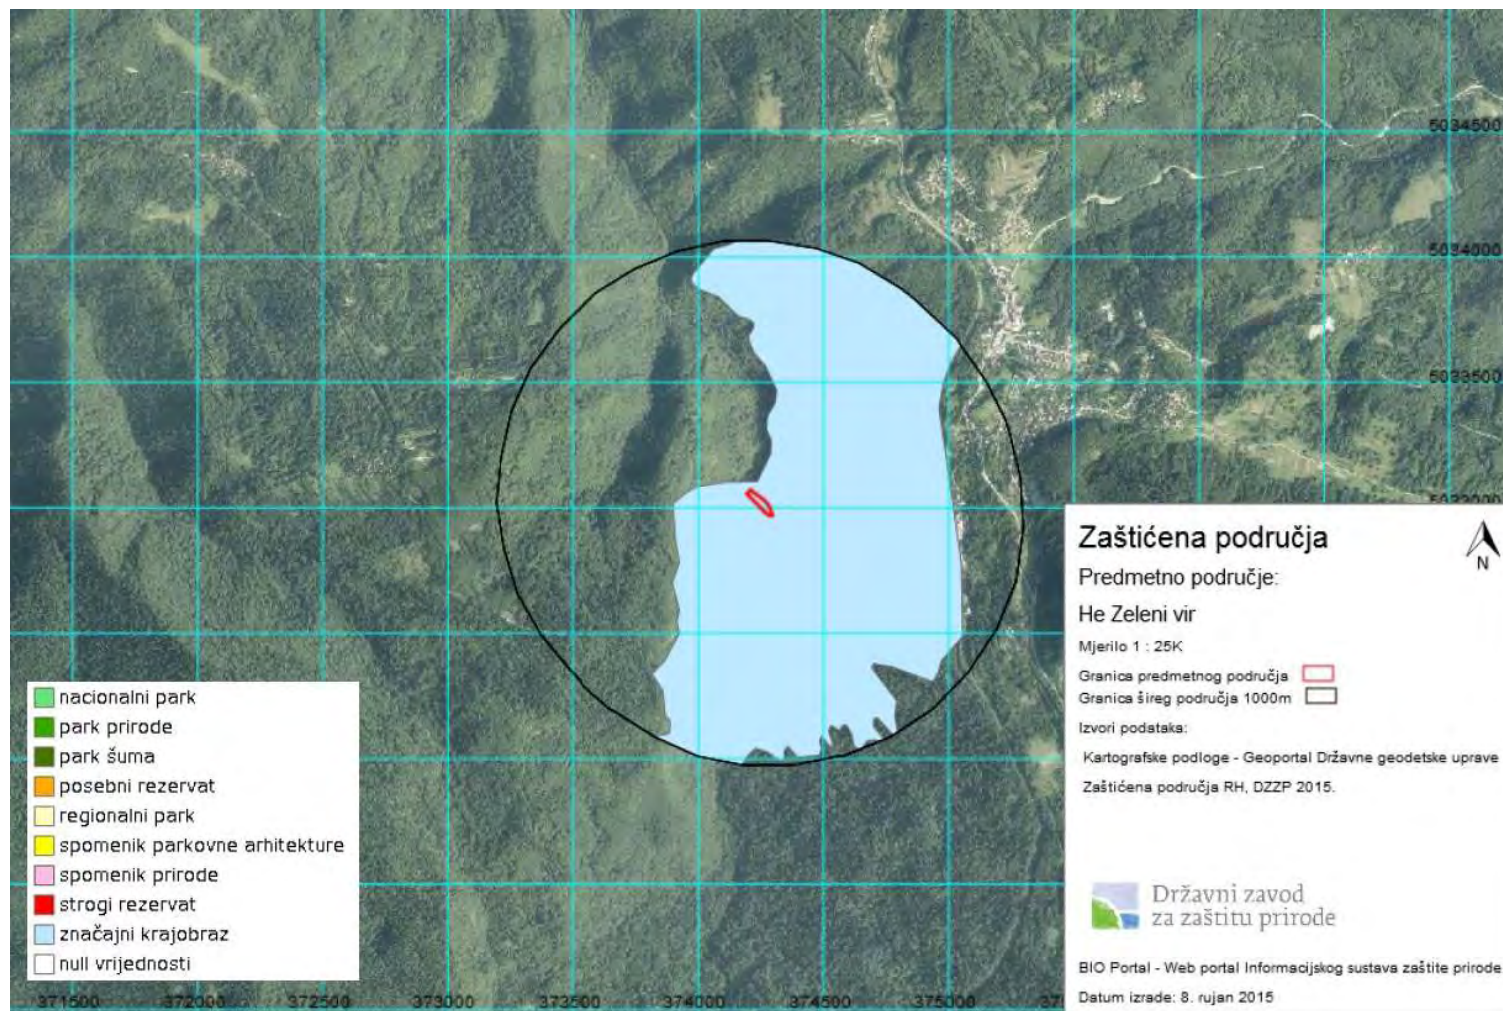 5034500
5034000
5033500
5033000
Zaštićena područja
N
Predmetno područje:
He Zeleni vir
Mjerilo 1 : 25K
Granica predmetnog područja
Granica šireg područja 1000m
Izvori podataka:
Kartografske podloge - Geoportal Državne geodetske uprave
Zaštićena područja RH, DZZP 2015.
Državni zavod
za zaštitu prirode
BIO Portal - Web portal Informacijskog sustava zaštite prirode
Datum izrade: 8. rujan 2015
nacionalni park
park prirode
park šuma
posebni rezervat
regionalni park
spomenik parkovne arhitekture
spomenik prirode
strogi rezervat
značajni krajobraz
null vrijednosti
371500 372000 372500 373000 373500 374000 374500 375000